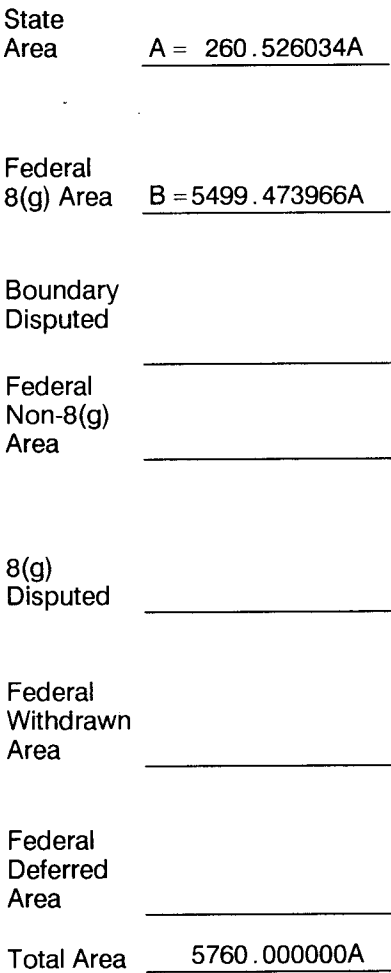 State
Area A = 260.526034A
Federal
8(g) Area B =5499.473966A
Boundary
Disputed
Federal
Non-8(g)
Area
8(g)
Disputed
Federal
Withdrawn
Area
Federal
Deferred
Area
Total Area 5760.000000A